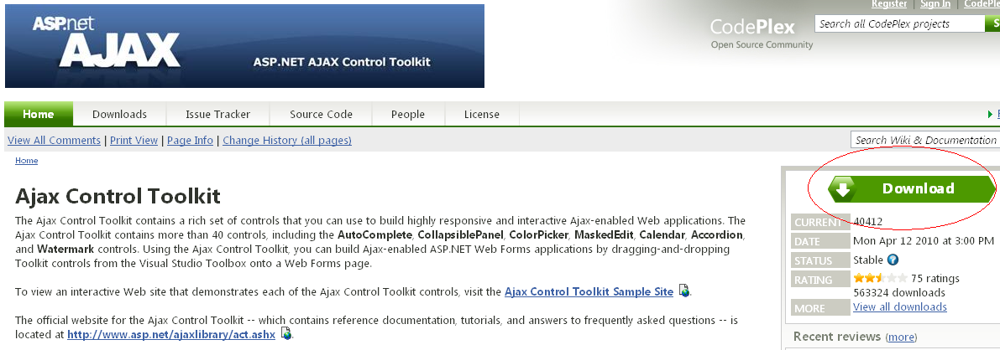 Register | Sign In | CodePlex
ASP.net
AJAX
ASP.NET AJAX Control Toolkit
CodePlex
Open Source Community
Search all CodePlex projects
Home Downloads Issue Tracker Source Code People License
View All Comments | Print View | Page Info | Change History (all pages)
Search Wiki & Documentation
Home
Ajax Control Toolkit
The Ajax Control Toolkit contains a rich set of controls that you can use to build highly responsive and interactive Ajax-enabled Web applications. The
Ajax Control Toolkit contains more than 40 controls, including the AutoComplete, CollapsiblePanel, ColorPicker, MaskedEdit, Calendar, Accordion,
and Watermark controls. Using the Ajax Control Toolkit, you can build Ajax-enabled ASP.NET Web Forms applications by dragging-and-dropping
Toolkit controls from the Visual Studio Toolbox onto a Web Forms page.
To view an interactive Web site that demonstrates each of the Ajax Control Toolkit controls, visit the Ajax Control Toolkit Sample Site .
The official website for the Ajax Control Toolkit -- which contains reference documentation, tutorials, and answers to frequently asked questions -- is
located at http://www.asp.net/ajaxlibrary/act.ashx .
Download
CURRENT 40412
DATE Mon Apr 12 2010 at 3:00 PM
STATUS Stable
RATING 75 ratings
563324 downloads
MORE View all downloads
Recent reviews (more)